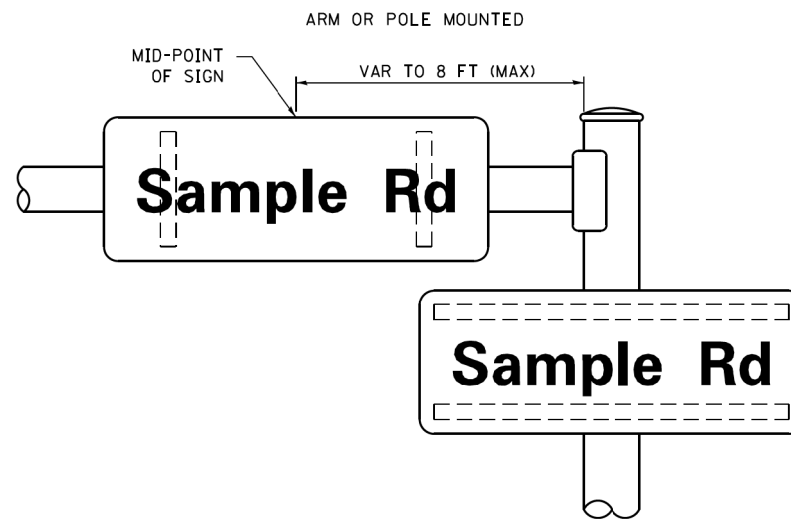 ARM OR POLE MOUNTED
MID-POINT
OF SIGN
VAR TO 8 FT (MAX)
Sample Rd
Sample Rd